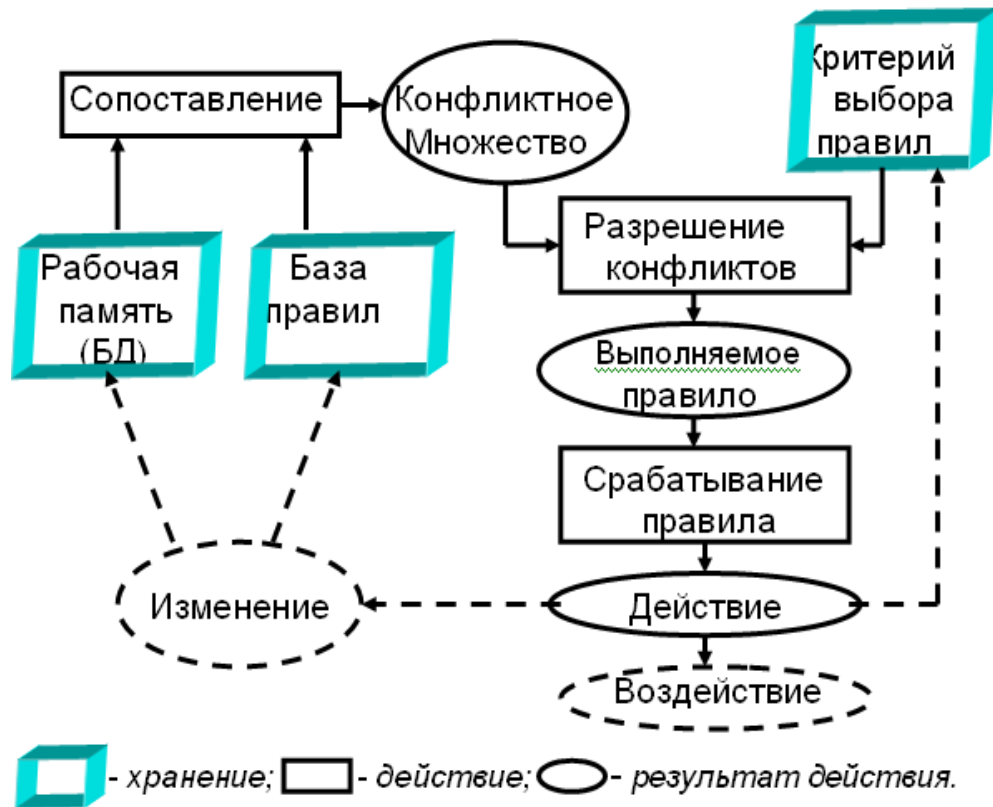 Сопоставление
Конфликтное
Множество
Критерий
выбора
правил
Рабочая
память
(БД)
База
правил
Разрешение
конфликтов
Выполняемое
правило
Срабатывание
правила
Изменение
Действие
Воздействие
- хранение; - действие; - результат действия.